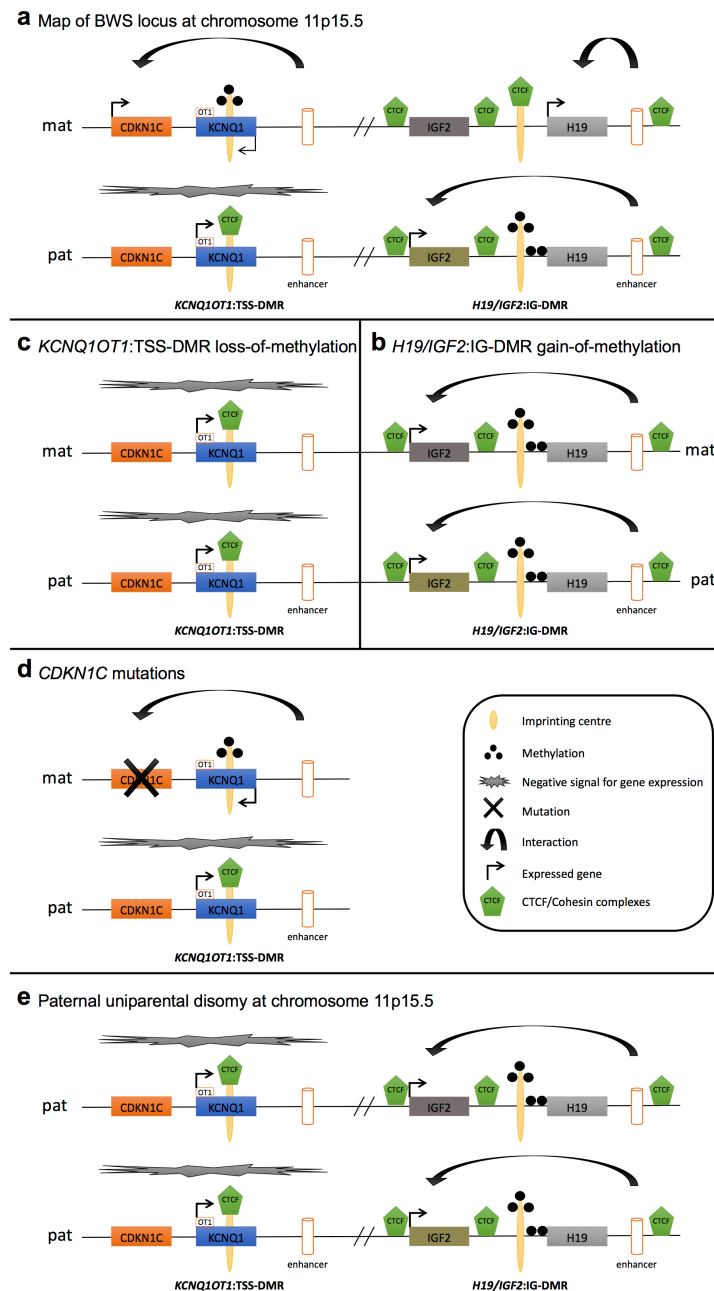 a Map of BWS locus at chromosome 11p15.5
mat
CDKN1C
OT1
KCNQ1
CTCF
IGF2
CTCF
CTCF
H19
CTCF
pat
CDKN1C
OT1
CTCF
KCNQ1
CTCF
IGF2
CTCF
H19
CTCF
enhancer
enhancer
KCNQ1OT1:TSS-DMR
H19/IGF2:IG-DMR
c KCNQ1OT1:TSS-DMR loss-of-methylation
mat
CDKN1C
OT1
CTCF
KCNQ1
pat
CDKN1C
OT1
CTCF
KCNQ1
enhancer
KCNQ1OT1:TSS-DMR
b H19/IGF2:IG-DMR gain-of-methylation
CTCF
IGF2
CTCF
H19
CTCF
mat
CTCF
IGF2
CTCF
H19
CTCF
pat
enhancer
H19/IGF2:IG-DMR
d CDKN1C mutations
mat
CDKN1C
OT1
KCNQ1
pat
CDKN1C
OT1
CTCF
KCNQ1
enhancer
KCNQ1OT1:TSS-DMR
Imprinting centre
Methylation
Negative signal for gene expression
Mutation
Interaction
Expressed gene
CTCF
CTCF/Cohesin complexes
e Paternal uniparental disomy at chromosome 11p15.5
pat
CDKN1C
OT1
CTCF
KCNQ1
CTCF
IGF2
CTCF
H19
CTCF
pat
CDKN1C
OT1
CTCF
KCNQ1
CTCF
IGF2
CTCF
H19
CTCF
enhancer
enhancer
KCNQ1OT1:TSS-DMR
H19/IGF2:IG-DMR